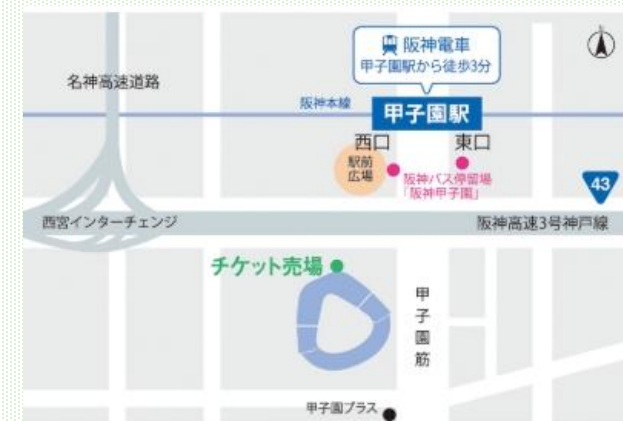 阪神電車
甲子園駅から徒歩3分
名神高速道路
阪神本線
甲子園駅
西口
東口
駅前
広場
阪神バス停留場
「阪神甲子園」
43
西宮インターチェンジ
阪神高速3号神戸線
チケット売場
甲子園筋
甲子園プラス